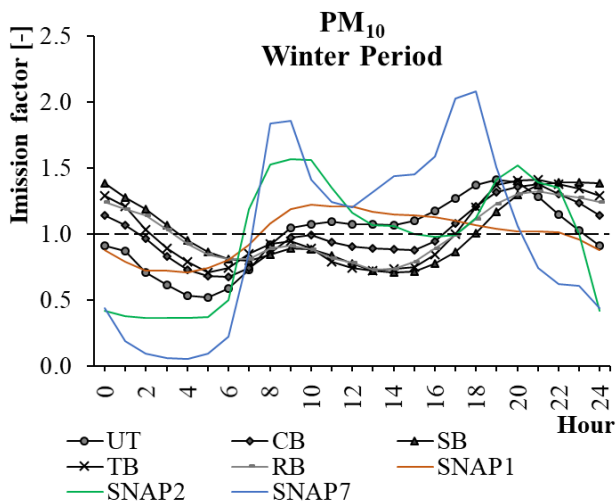 PM₁₀
Winter Period
Imission factor [-]
2.5
2.0
1.5
1.0
0.5
0.0
0 2 4 6 8 10 12 14 16 18 20 22 24
Hour
UT CB SB
TB RB SNAP1
SNAP2 SNAP7